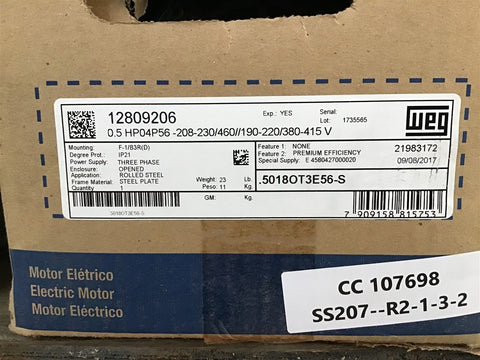 12809206
Exp.: YES
Serial:
Lot: 1735565
0.5 HP04P56 -208-230/460//190-220/380-415 V
WEG
Mounting: F-1/B3R(D)
Degree Prot.: IP21
Power Supply: THREE PHASE
Enclosure: OPENED
Application: ROLLED STEEL
Frame Material: STEEL PLATE
Quantity 1
Weight: 23 Lb.
Peso: 11 Kg.
GM: Kg.
Feature 1: NONE
Feature 2: PREMIUM EFFICIENCY
Special Furo.: E 4580427000020
21983172
09/08/2017
.5018OT3E56-S
.5018OT3E56-S
7 909158 815753
Motor Elétrico
Electric Motor
Motor Eléctrico
CC 107698
SS207--R2-1-3-2